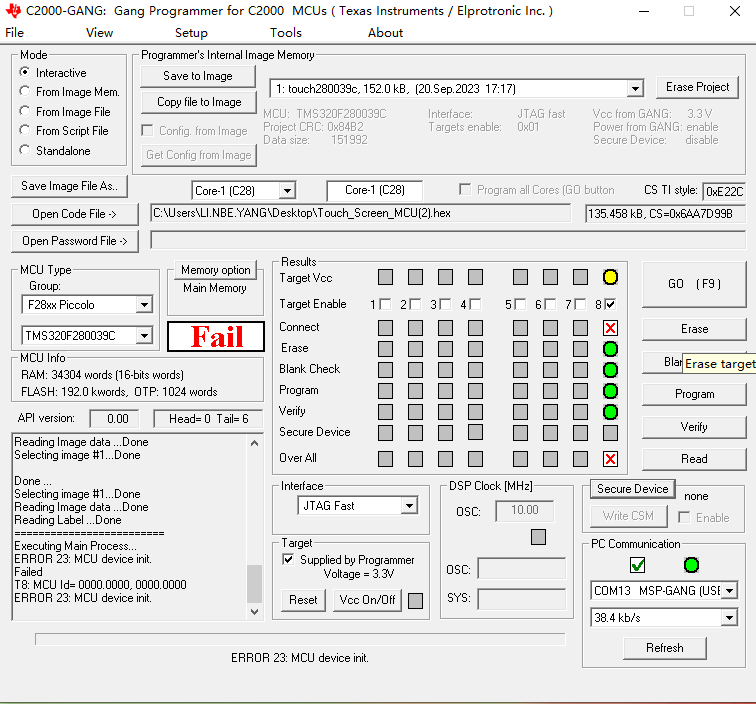 C2000-GANG: Gang Programmer for C2000 MCUs ( Texas Instruments / Elprotronic Inc. )
File View Setup Tools About
Mode
Interactive
From Image Mem.
From Image File
From Script File
Standalone
Programmer's Internal Image Memory
Save to Image
Copy file to Image
Config. from Image
Get Config from Image
1: touch280039c, 152.0 kB, (20.Sep.2023 17:17)
Erase Project
MCU: TMS320F280039C Interface: JTAG fast Vcc from GANG: 3.3 V
Project CRC: 0x84B2 Targets enable: 0x01 Power from GANG: enable
Data size: 151992 Secure Device: disable
Save Image File As.. Core-1 (C28) Core-1 (C28) Program all Cores (GO button CS TI style: 0xE22C
Open Code File -> C:\Users\LI.NBE.YANG\Desktop\Touch_Screen_MCU(2).hex 135.458 kB, CS=0x6AA7D99B
Open Password File ->
MCU Type
Group:
F28xx Piccolo
TMS320F280039C
Memory option
Main Memory
Fail
MCU Info
RAM: 34304 words (16-bits words)
FLASH: 192.0 kwords, OTP: 1024 words
API version: 0.00 Head= 0 Tail= 6
Reading Image data ...Done
Selecting image #1...Done
Done ...
Selecting image #1...Done
Reading Image data ...Done
Reading Label ...Done
=========================
Executing Main Process...
ERROR 23: MCU device init.
Failed
T8: MCU Id= 0000.0000, 0000.0000
ERROR 23: MCU device init.
Results
Target Vcc
Target Enable 1 2 3 4 5 6 7 8
Connect
Erase
Blank Check
Program
Verify
Secure Device
Over All
GO (F9)
Erase
Bla
Erase target
Program
Verify
Read
Interface
JTAG Fast
Target
Supplied by Programmer
Voltage = 3.3V
Reset Vcc On/Off
DSP Clock [MHz]
OSC: 10.00
OSC:
SYS:
Secure Device none
Write CSM Enable
PC Communication
COM13 MSP-GANG (USB
38.4 kb/s
Refresh
ERROR 23: MCU device init.